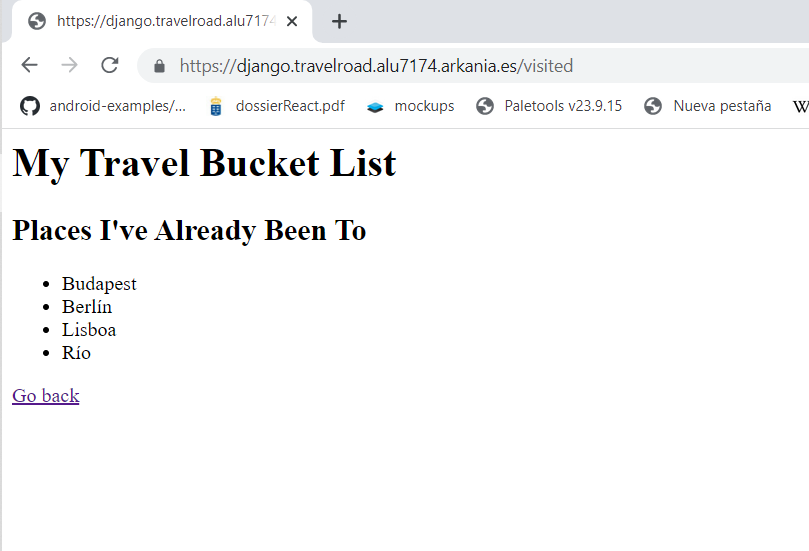 https://django.travelroad.alu7174
https://django.travelroad.alu7174.arkania.es/visited
android-examples/... dossierReact.pdf mockups Paletools v23.9.15 Nueva pestaña W
My Travel Bucket List
Places I've Already Been To
Budapest
Berlín
Lisboa
Río
Go back